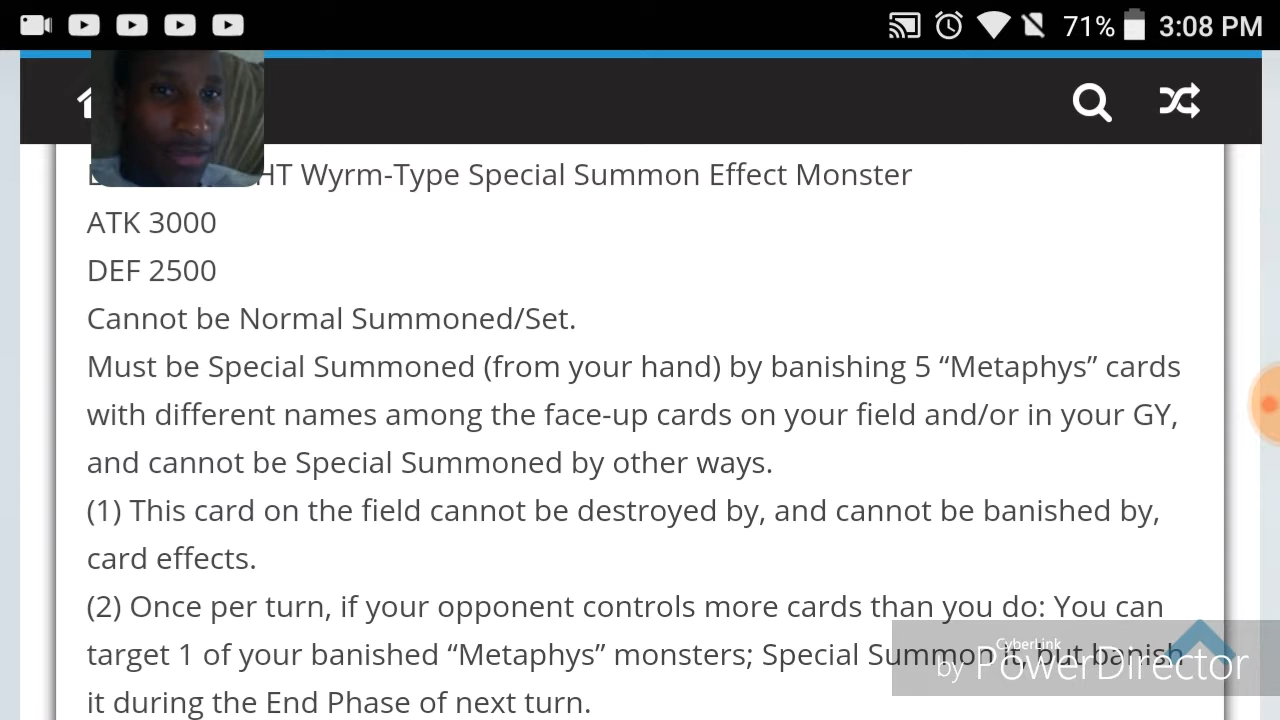 71% 3:08 PM
HT Wyrm-Type Special Summon Effect Monster
ATK 3000
DEF 2500
Cannot be Normal Summoned/Set.
Must be Special Summoned (from your hand) by banishing 5 “Metaphys” cards
with different names among the face-up cards on your field and/or in your GY,
and cannot be Special Summoned by other ways.
(1) This card on the field cannot be destroyed by, and cannot be banished by,
card effects.
(2) Once per turn, if your opponent controls more cards than you do: You can
target 1 of your banished “Metaphys” monsters; Special Summon it, but banish
it during the End Phase of next turn.
CyberLink
by PowerDirector